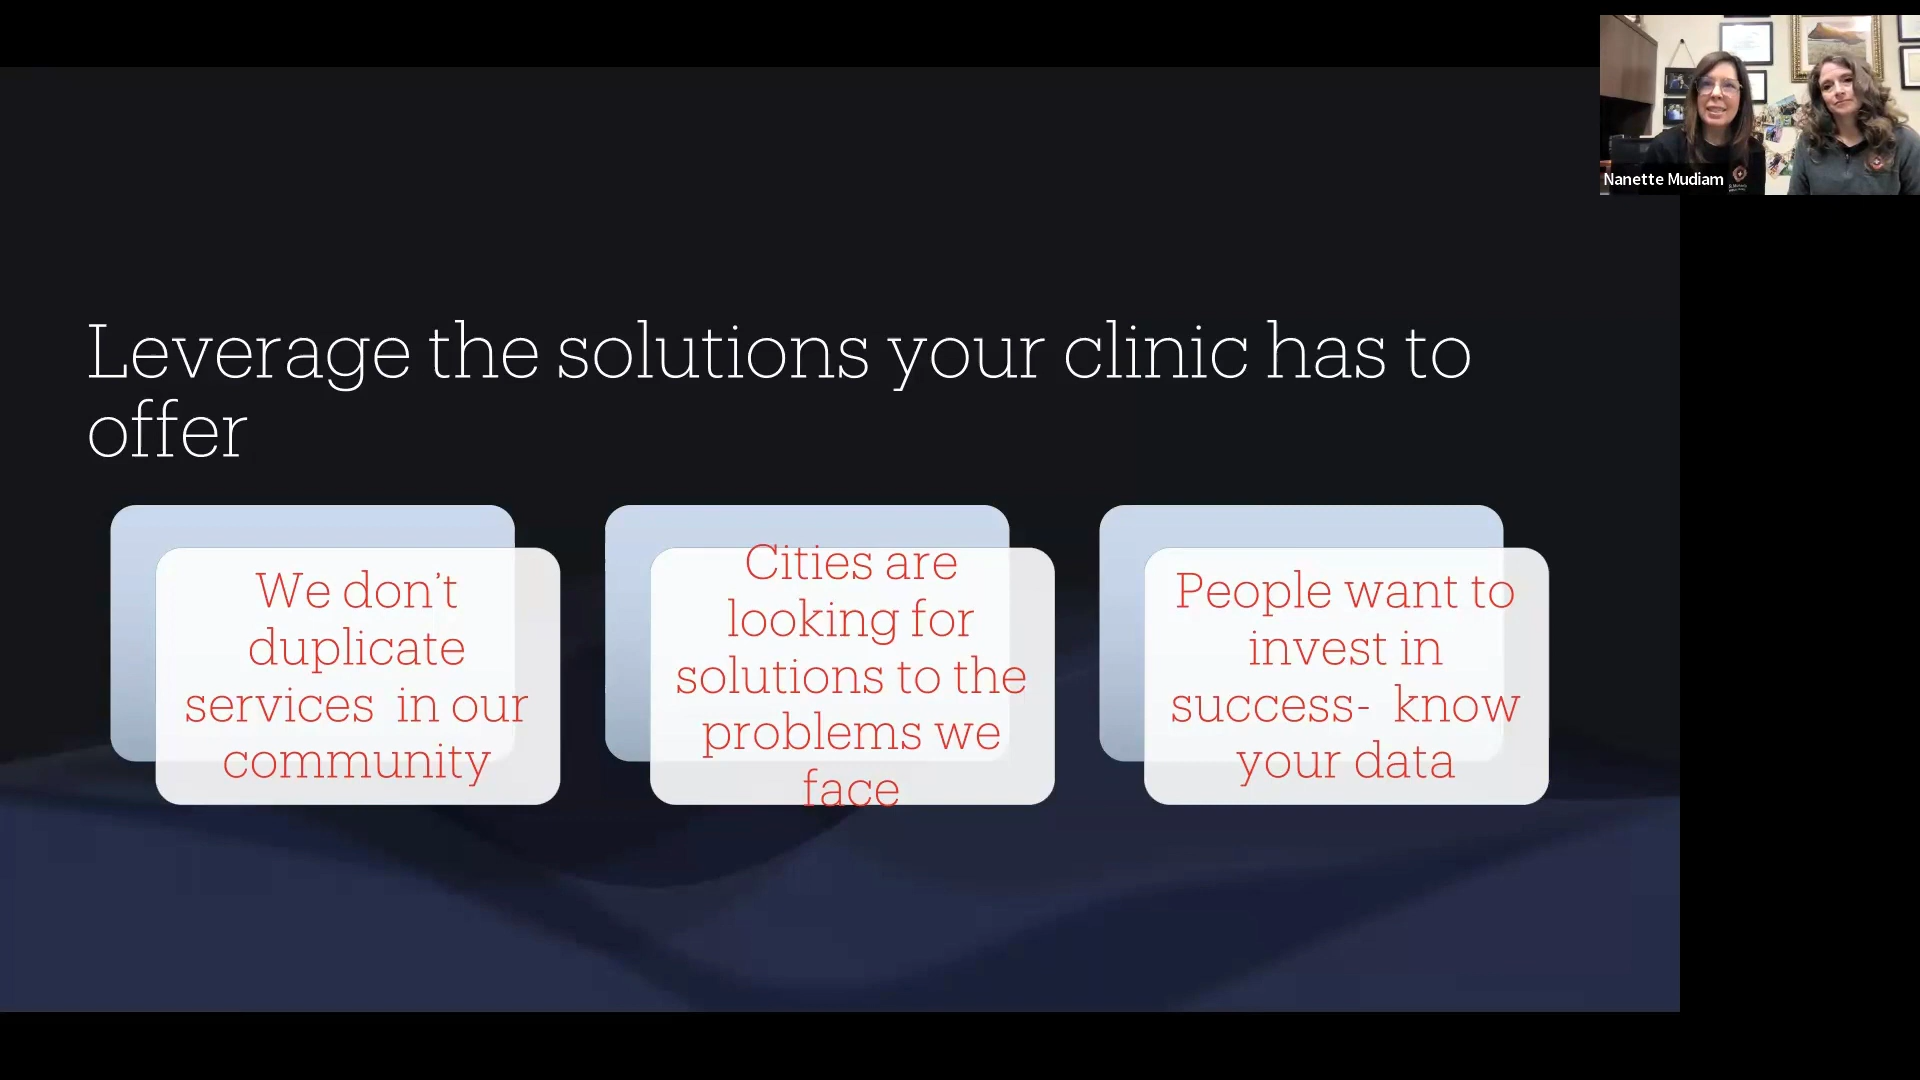 Nanette Mudiam
Leverage the solutions your clinic has to
offer
We don't
duplicate
services in our
community
Cities are
looking for
solutions to the
problems we
face
People want to
invest in
success- know
your data